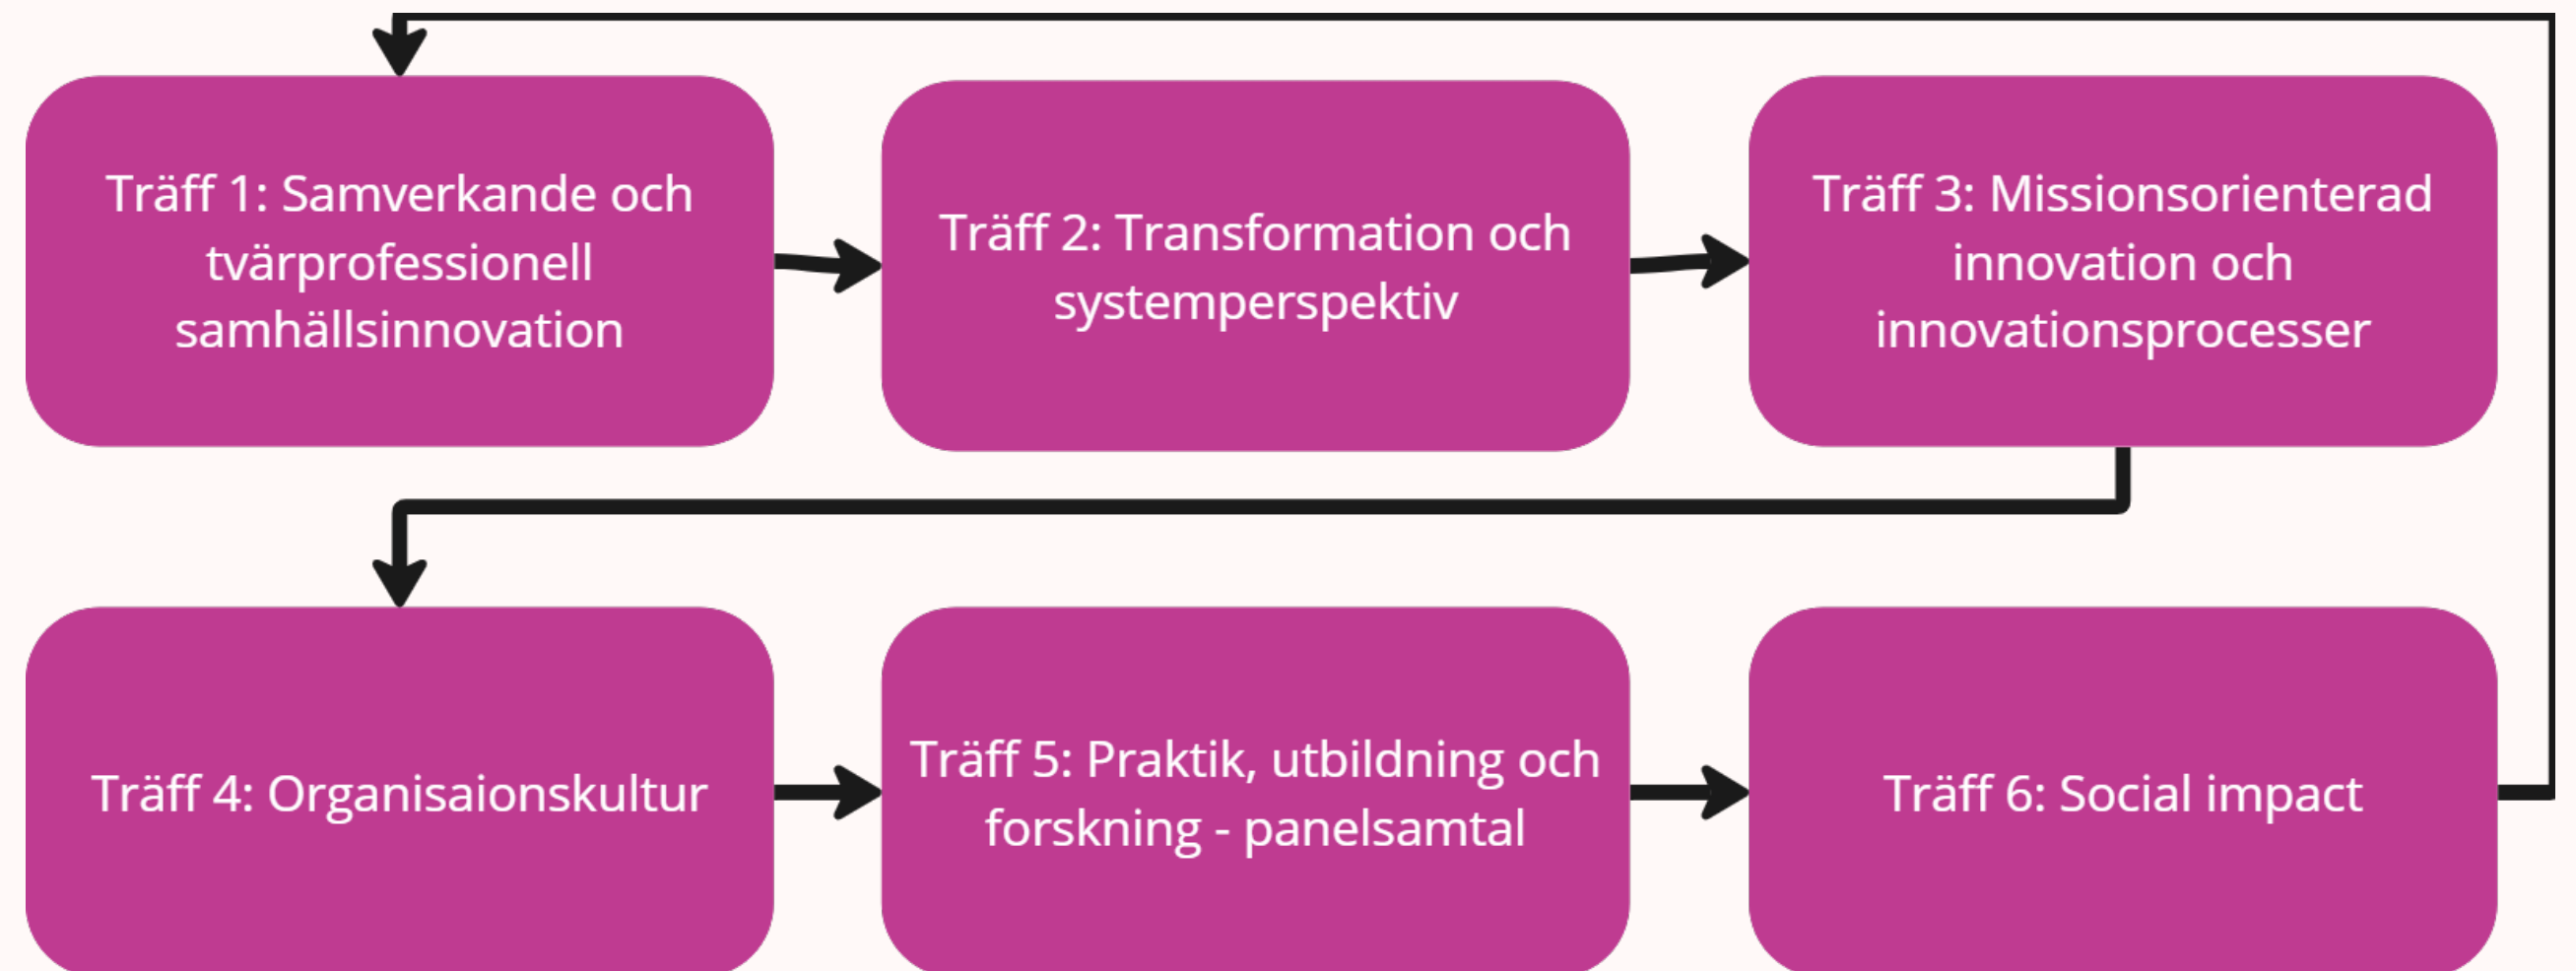 Träff 1: Samverkande och
tvärprofessionell
samhällsinnovation
Träff 2: Transformation och
systemperspektiv
Träff 3: Missionsorienterad
innovation och
innovationsprocesser
Träff 4: Organisaionskultur
Träff 5: Praktik, utbildning och
forskning - panelsamtal
Träff 6: Social impact